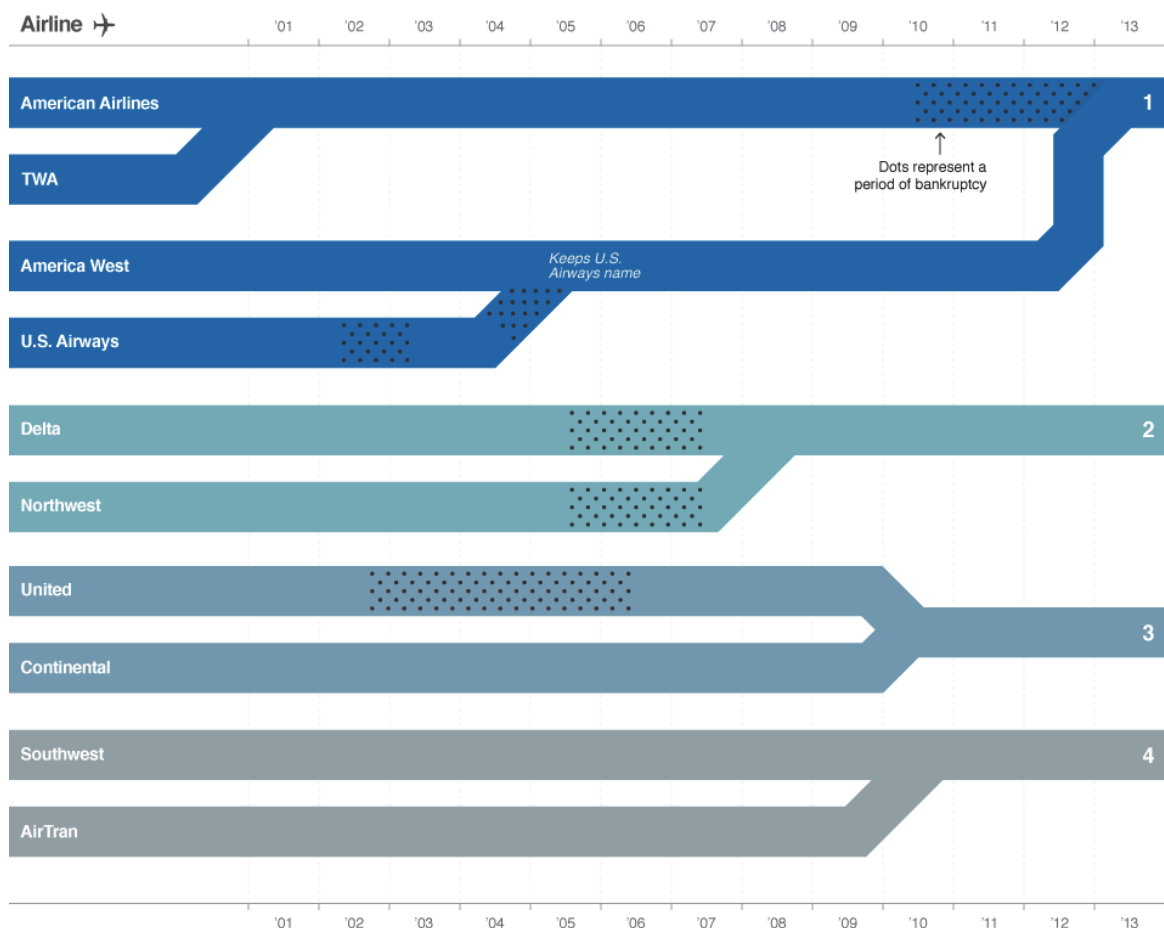 Airline
'01 '02 '03 '04 '05 '06 '07 '08 '09 '10 '11 '12 '13
American Airlines
1
Dots represent a
period of bankruptcy
TWA
America West
Keeps U.S.
Airways name
U.S. Airways
Delta
2
Northwest
United
3
Continental
Southwest
4
AirTran
'01 '02 '03 '04 '05 '06 '07 '08 '09 '10 '11 '12 '13